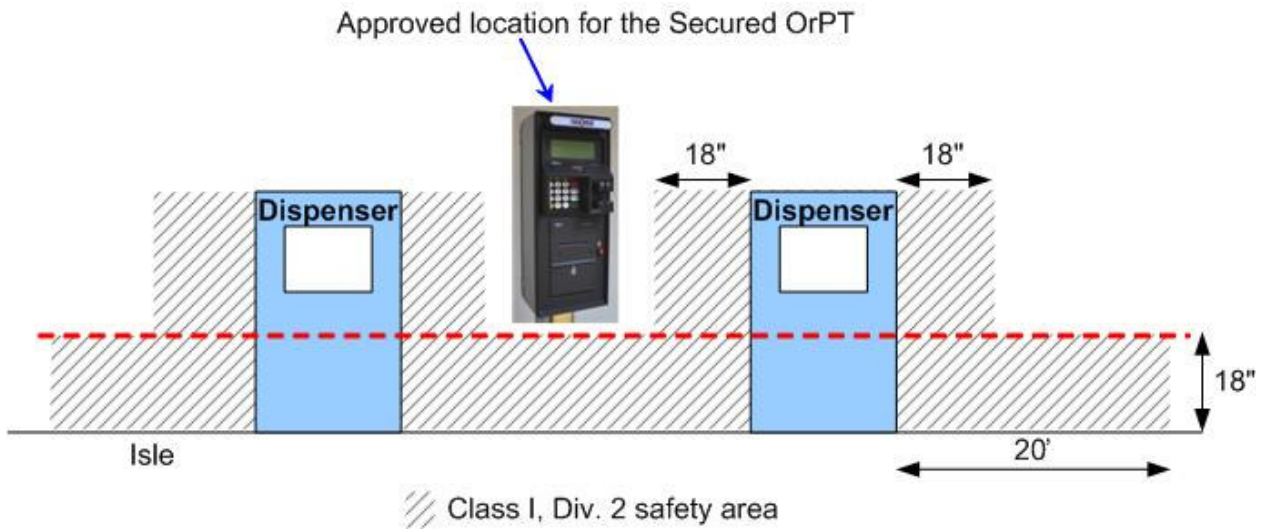 Approved location for the Secured OrPT
18"
18"
Dispenser
Dispenser
18"
Isle
20’
Class I, Div. 2 safety area